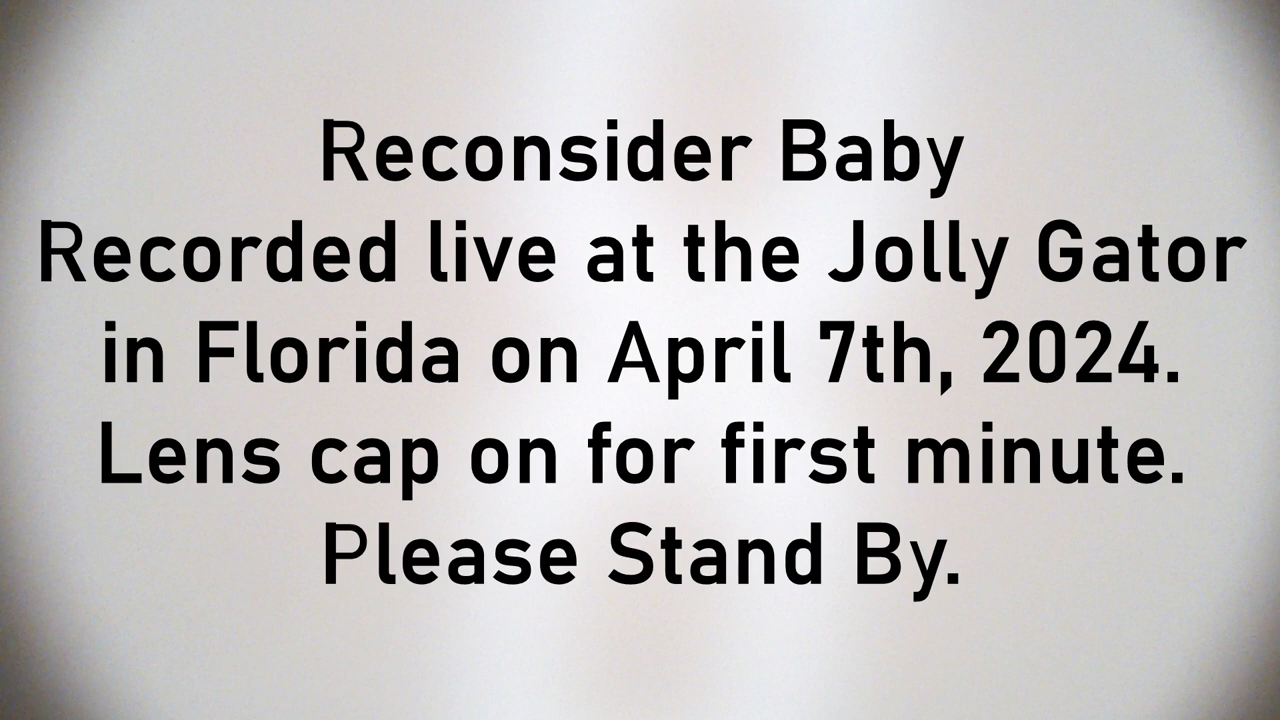 Reconsider Baby
Recorded live at the Jolly Gator
in Florida on April 7th, 2024.
Lens cap on for first minute.
Please Stand By.